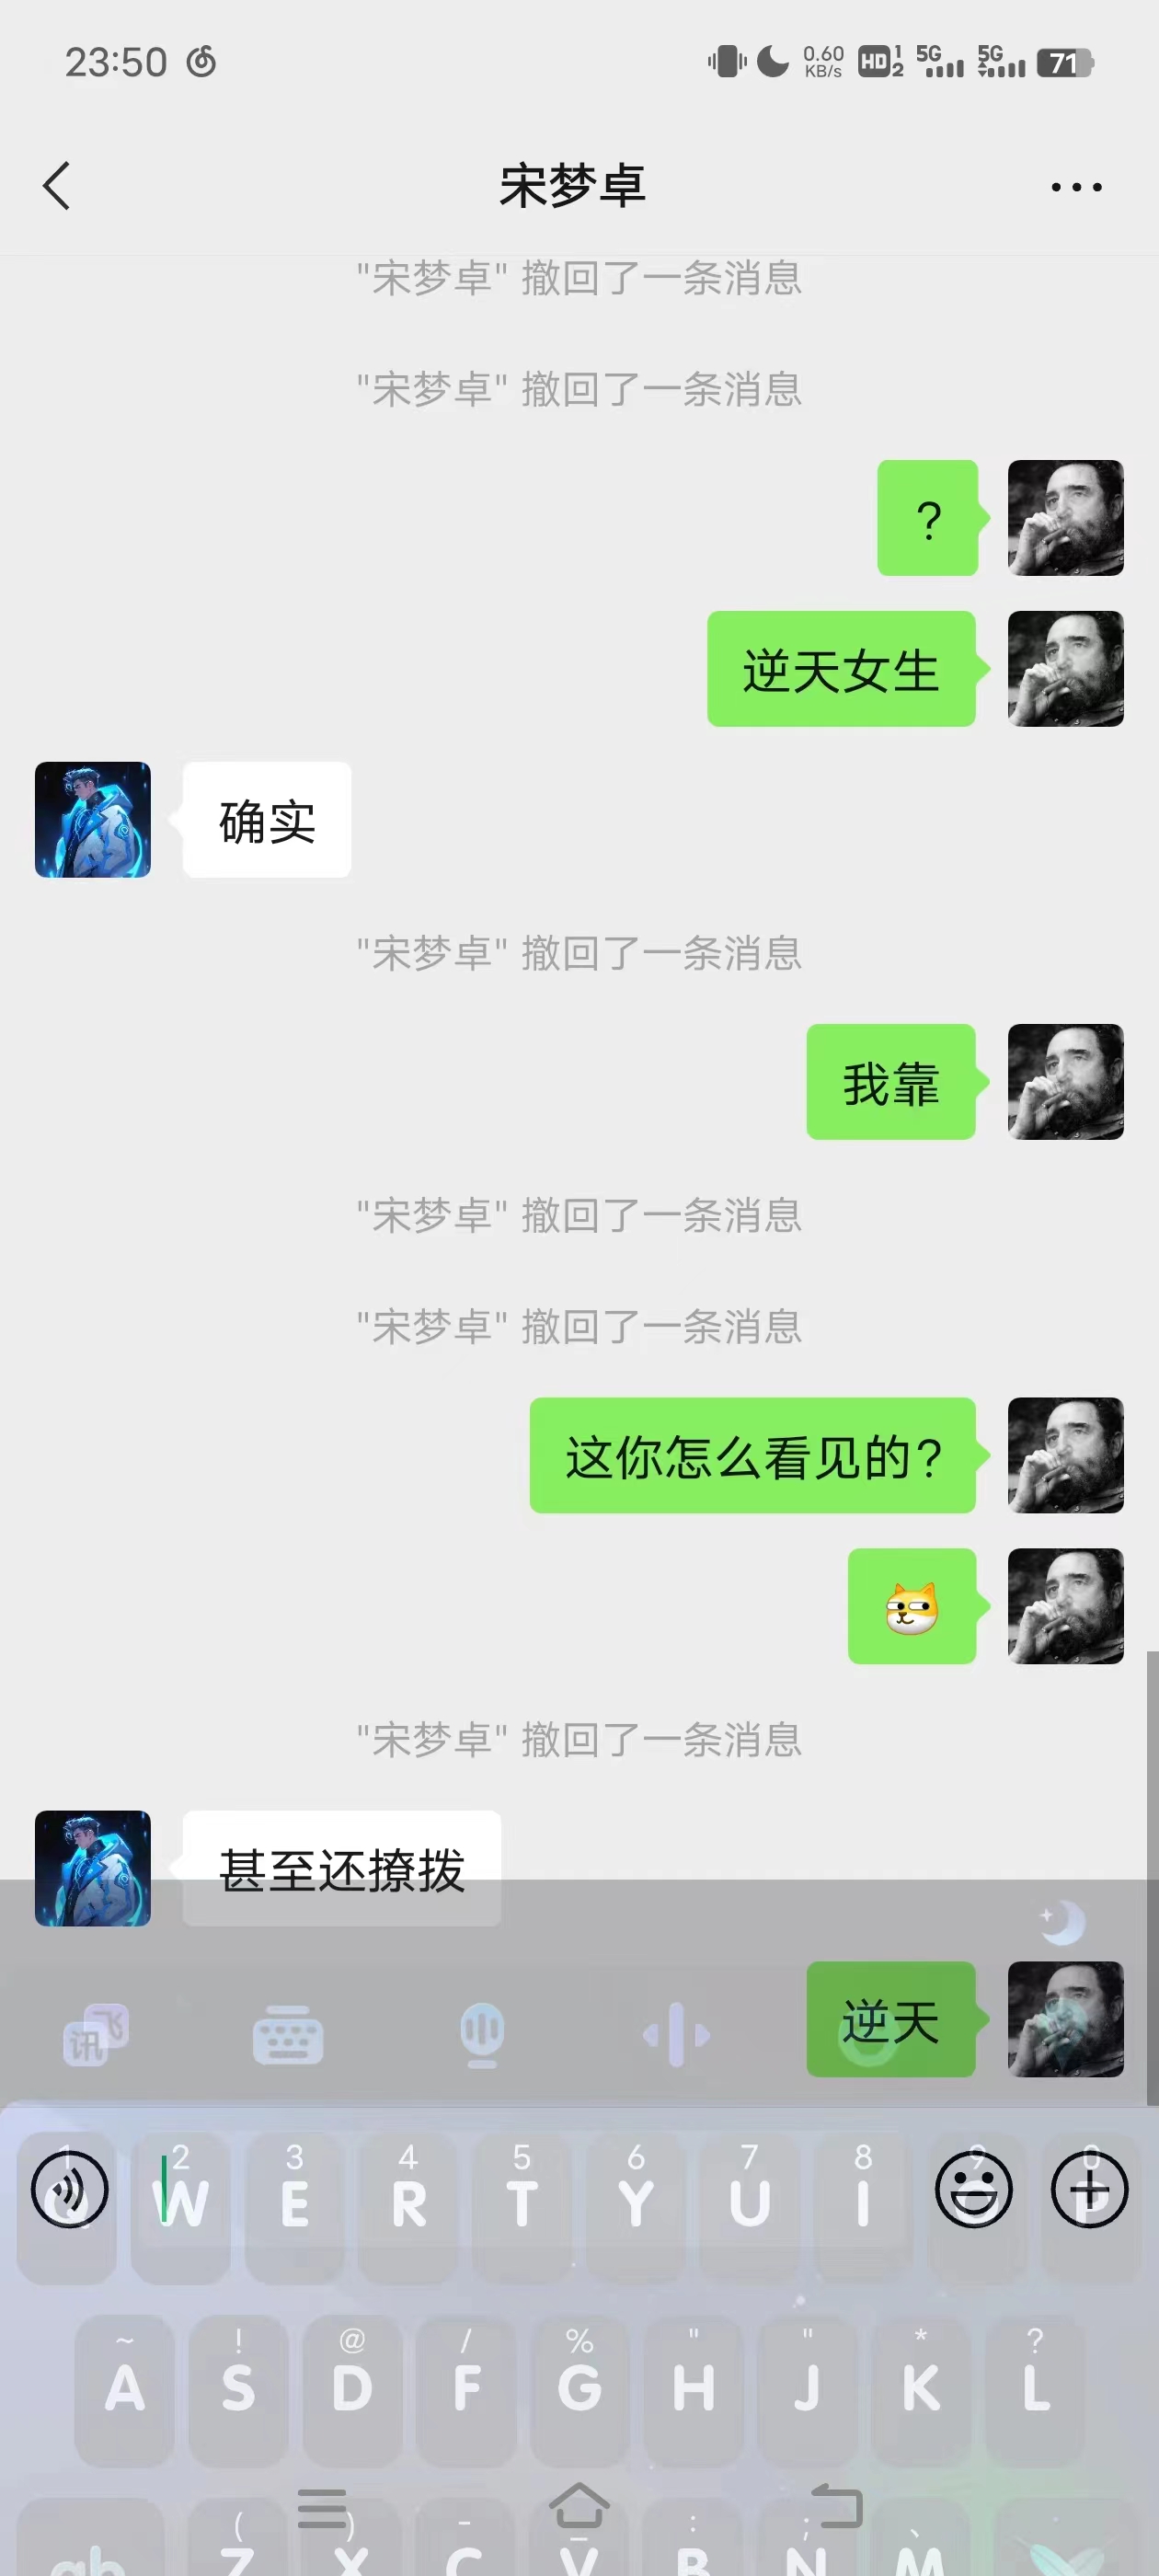 23:50
0.60 KB/s HD 1 2 5G 5G 71
宋梦卓
"宋梦卓" 撤回了一条消息
"宋梦卓" 撤回了一条消息
?
逆天女生
确实
"宋梦卓" 撤回了一条消息
我靠
"宋梦卓" 撤回了一条消息
"宋梦卓" 撤回了一条消息
这你怎么看见的?
"宋梦卓" 撤回了一条消息
甚至还撩拨
逆天
讯飞
1 2 3 4 5 6 7 8 9 0
Q W E R T Y U I O P
~ ! @ / % " " * ?
A S D F G H J K L
( ) - _ : ; 、
ab Z X C V B N M